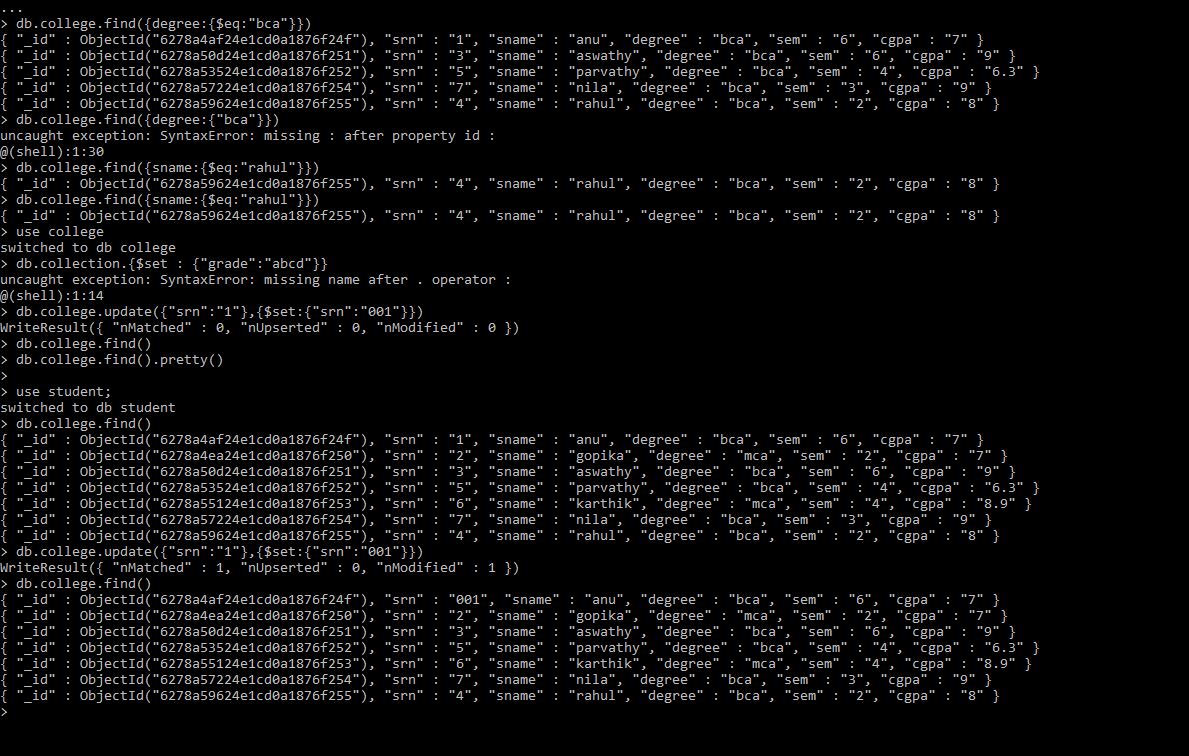 ...
> db.college.find({degree:{$eq:"bca"}})
{ "_id" : ObjectId("6278a4af24e1cd0a1876f24f"), "srn" : "1", "sname" : "anu", "degree" : "bca", "sem" : "6", "cgpa" : "7" }
{ "_id" : ObjectId("6278a50d24e1cd0a1876f251"), "srn" : "3", "sname" : "aswathy", "degree" : "bca", "sem" : "6", "cgpa" : "9" }
{ "_id" : ObjectId("6278a53524e1cd0a1876f252"), "srn" : "5", "sname" : "parvathy", "degree" : "bca", "sem" : "4", "cgpa" : "6.3" }
{ "_id" : ObjectId("6278a57224e1cd0a1876f254"), "srn" : "7", "sname" : "nila", "degree" : "bca", "sem" : "3", "cgpa" : "9" }
{ "_id" : ObjectId("6278a59624e1cd0a1876f255"), "srn" : "4", "sname" : "rahul", "degree" : "bca", "sem" : "2", "cgpa" : "8" }
> db.college.find({degree:{"bca"}})
uncaught exception: SyntaxError: missing : after property id :
@(shell):1:30
> db.college.find({sname:{$eq:"rahul"}})
{ "_id" : ObjectId("6278a59624e1cd0a1876f255"), "srn" : "4", "sname" : "rahul", "degree" : "bca", "sem" : "2", "cgpa" : "8" }
> db.college.find({sname:{$eq:"rahul"}})
{ "_id" : ObjectId("6278a59624e1cd0a1876f255"), "srn" : "4", "sname" : "rahul", "degree" : "bca", "sem" : "2", "cgpa" : "8" }
> use college
switched to db college
> db.collection.{$set : {"grade":"abcd"}}
uncaught exception: SyntaxError: missing name after . operator :
@(shell):1:14
> db.college.update({"srn":"1"},{$set:{"srn":"001"}})
WriteResult({ "nMatched" : 0, "nUpserted" : 0, "nModified" : 0 })
> db.college.find()
> db.college.find().pretty()
>
> use student;
switched to db student
> db.college.find()
{ "_id" : ObjectId("6278a4af24e1cd0a1876f24f"), "srn" : "1", "sname" : "anu", "degree" : "bca", "sem" : "6", "cgpa" : "7" }
{ "_id" : ObjectId("6278a4ea24e1cd0a1876f250"), "srn" : "2", "sname" : "gopika", "degree" : "mca", "sem" : "2", "cgpa" : "7" }
{ "_id" : ObjectId("6278a50d24e1cd0a1876f251"), "srn" : "3", "sname" : "aswathy", "degree" : "bca", "sem" : "6", "cgpa" : "9" }
{ "_id" : ObjectId("6278a53524e1cd0a1876f252"), "srn" : "5", "sname" : "parvathy", "degree" : "bca", "sem" : "4", "cgpa" : "6.3" }
{ "_id" : ObjectId("6278a55124e1cd0a1876f253"), "srn" : "6", "sname" : "karthik", "degree" : "mca", "sem" : "4", "cgpa" : "8.9" }
{ "_id" : ObjectId("6278a57224e1cd0a1876f254"), "srn" : "7", "sname" : "nila", "degree" : "bca", "sem" : "3", "cgpa" : "9" }
{ "_id" : ObjectId("6278a59624e1cd0a1876f255"), "srn" : "4", "sname" : "rahul", "degree" : "bca", "sem" : "2", "cgpa" : "8" }
> db.college.update({"srn":"1"},{$set:{"srn":"001"}})
WriteResult({ "nMatched" : 1, "nUpserted" : 0, "nModified" : 1 })
> db.college.find()
{ "_id" : ObjectId("6278a4af24e1cd0a1876f24f"), "srn" : "001", "sname" : "anu", "degree" : "bca", "sem" : "6", "cgpa" : "7" }
{ "_id" : ObjectId("6278a4ea24e1cd0a1876f250"), "srn" : "2", "sname" : "gopika", "degree" : "mca", "sem" : "2", "cgpa" : "7" }
{ "_id" : ObjectId("6278a50d24e1cd0a1876f251"), "srn" : "3", "sname" : "aswathy", "degree" : "bca", "sem" : "6", "cgpa" : "9" }
{ "_id" : ObjectId("6278a53524e1cd0a1876f252"), "srn" : "5", "sname" : "parvathy", "degree" : "bca", "sem" : "4", "cgpa" : "6.3" }
{ "_id" : ObjectId("6278a55124e1cd0a1876f253"), "srn" : "6", "sname" : "karthik", "degree" : "mca", "sem" : "4", "cgpa" : "8.9" }
{ "_id" : ObjectId("6278a57224e1cd0a1876f254"), "srn" : "7", "sname" : "nila", "degree" : "bca", "sem" : "3", "cgpa" : "9" }
{ "_id" : ObjectId("6278a59624e1cd0a1876f255"), "srn" : "4", "sname" : "rahul", "degree" : "bca", "sem" : "2", "cgpa" : "8" }
>